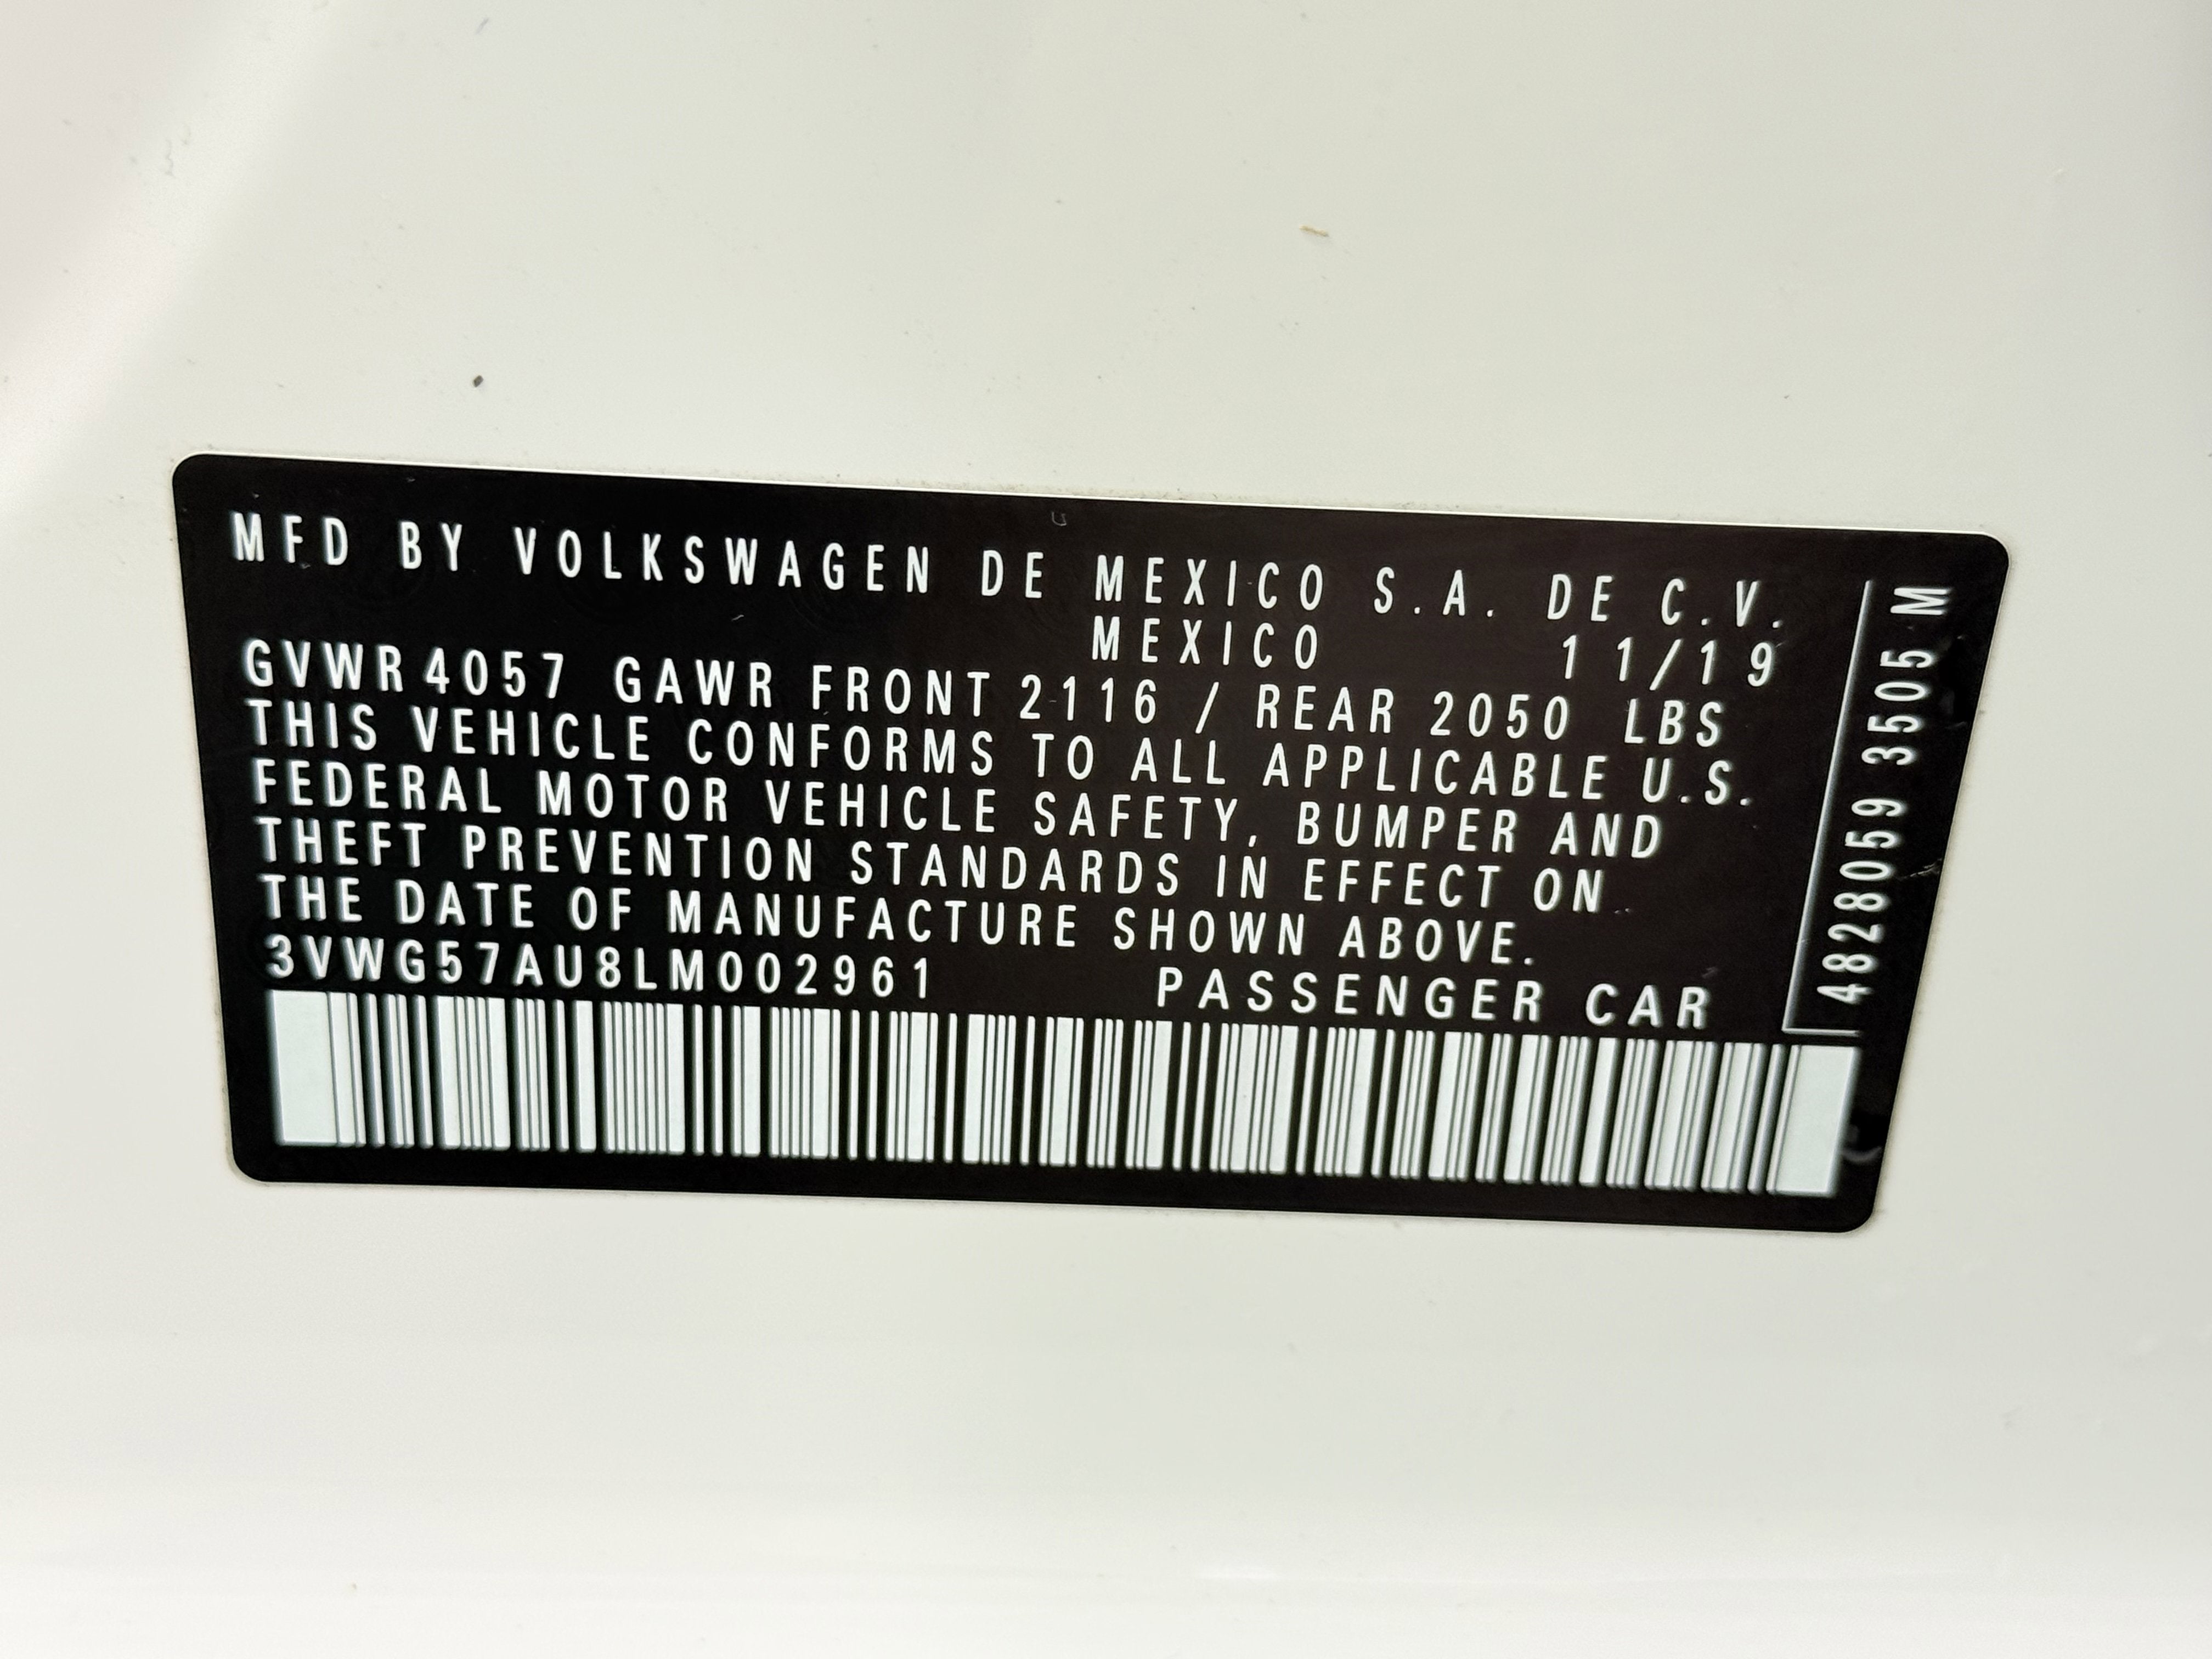 MFD BY VOLKSWAGEN DE MEXICO S.A. DE C.V.
MEXICO 11/19
GVWR 4057 GAWR FRONT 2116 / REAR 2050 LBS
THIS VEHICLE CONFORMS TO ALL APPLICABLE U.S.
FEDERAL MOTOR VEHICLE SAFETY, BUMPER AND
THEFT PREVENTION STANDARDS IN EFFECT ON
THE DATE OF MANUFACTURE SHOWN ABOVE.
3VWG57AU8LM002961 PASSENGER CAR
4828059 3505 M